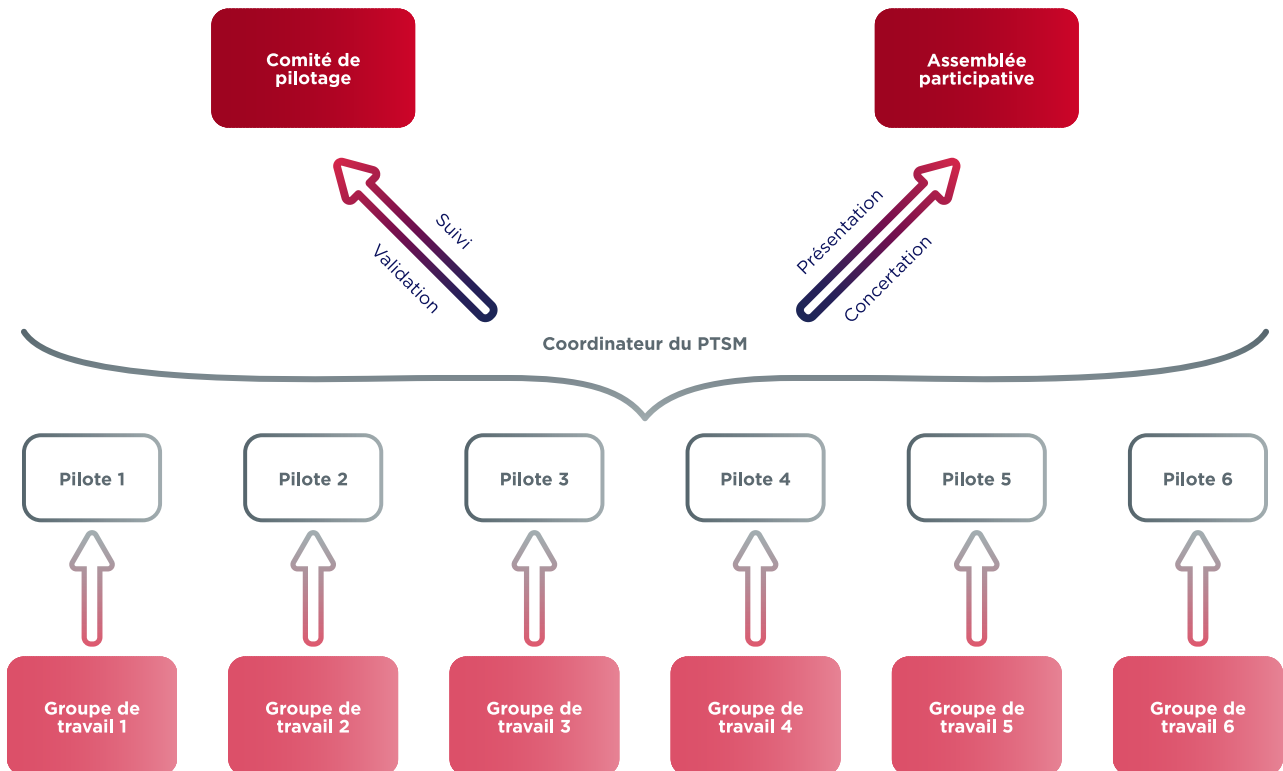 Comité de
pilotage
Assemblée
participative
Suivi
Validation
Présentation
Concertation
Coordinateur du PTSM
Pilote 1
Pilote 2
Pilote 3
Pilote 4
Pilote 5
Pilote 6
Groupe de
travail 1
Groupe de
travail 2
Groupe de
travail 3
Groupe de
travail 4
Groupe de
travail 5
Groupe de
travail 6